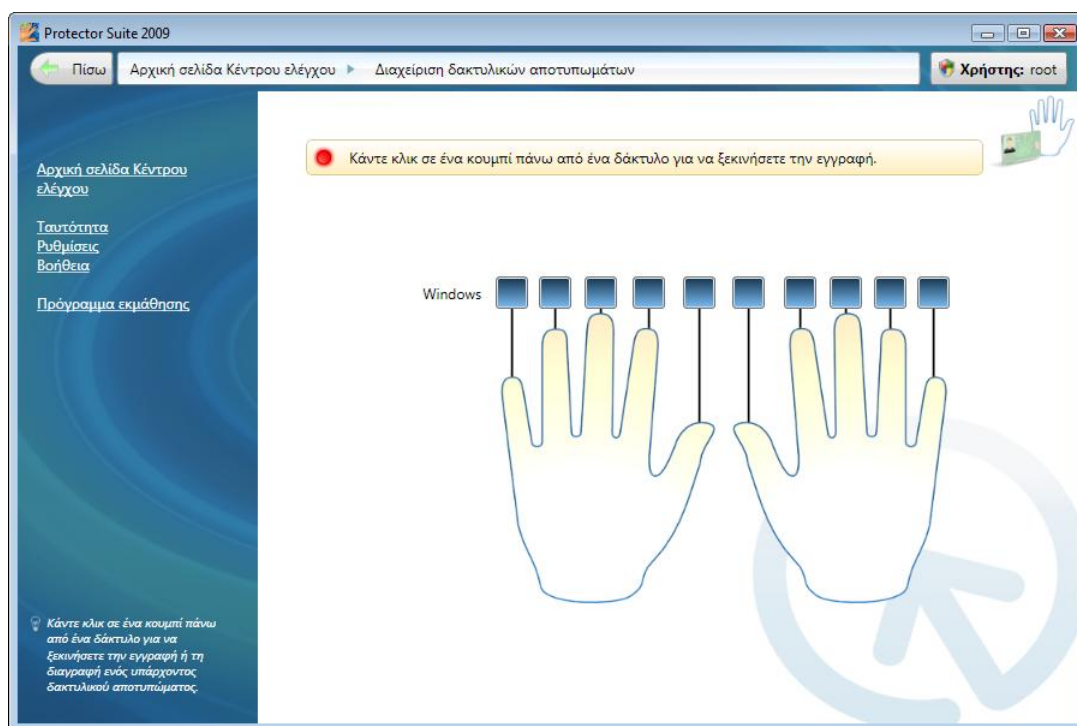 Protector Suite 2009
Πίσω
Αρχική σελίδα Κέντρου ελέγχου
Διαχείριση δακτυλικών αποτυπωμάτων
Χρήστης: root
Κάντε κλικ σε ένα κουμπί πάνω από ένα δάκτυλο για να ξεκινήσετε την εγγραφή.
Αρχική σελίδα Κέντρου
ελέγχου
Ταυτότητα
Ρυθμίσεις
Βοήθεια
Πρόγραμμα εκμάθησης
Windows
Κάντε κλικ σε ένα κουμπί πάνω
από ένα δάκτυλο για να
ξεκινήσετε την εγγραφή ή τη
διαγραφή ενός υπάρχοντος
δακτυλικού αποτυπώματος.